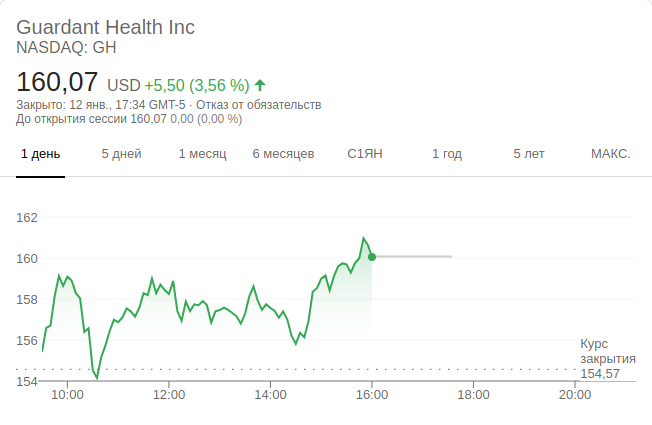 Guardant Health Inc
NASDAQ: GH
160,07 USD +5,50 (3,56 %)
Закрыто: 12 янв., 17:34 GMT-5 · Отказ от обязательств
До открытия сессии 160,07 0,00 (0,00 %)
1 день 5 дней 1 месяц 6 месяцев С1ЯН 1 год 5 лет МАКС.
162
160
158
156
154
Курс
закрытия
154,57
10:00 12:00 14:00 16:00 18:00 20:00